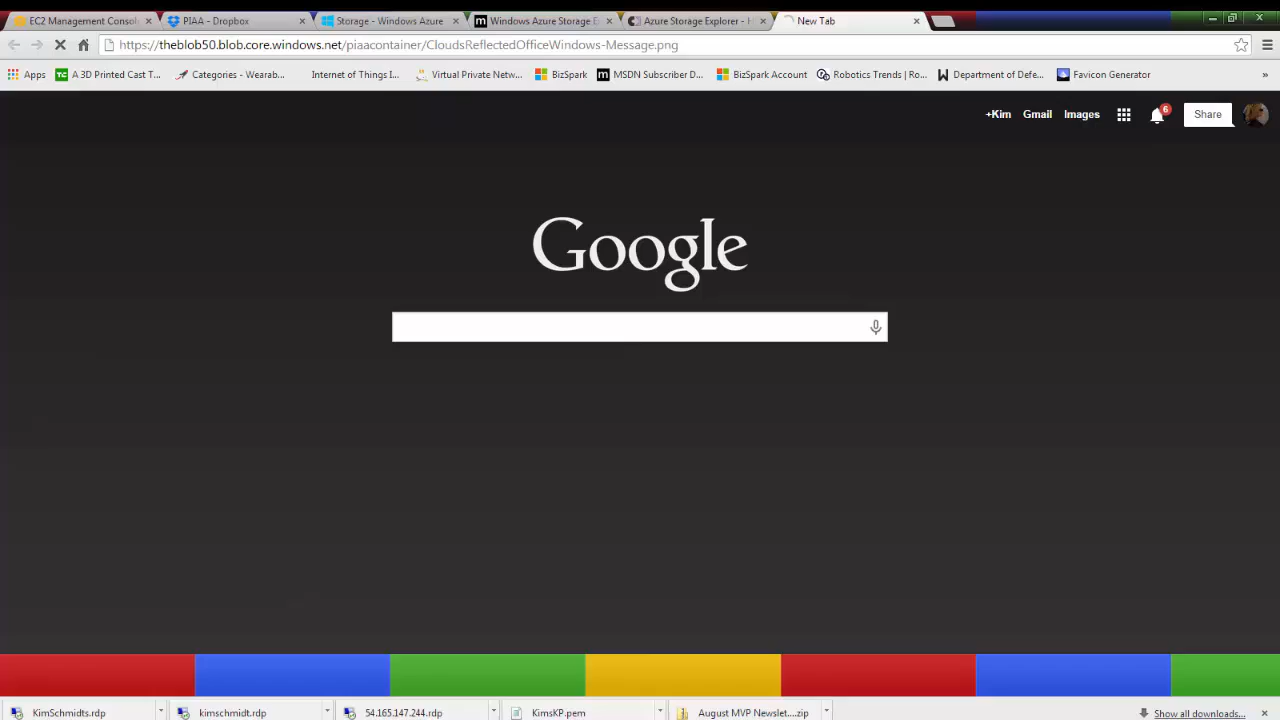 EC2 Management Consol
PIAA - Dropbox
Storage - Windows Azure
Windows Azure Storage E
Azure Storage Explorer - H
New Tab
https://theblob50.blob.core.windows.net/piaacontainer/CloudsReflectedOfficeWindows-Message.png
Apps
A 3D Printed Cast T...
Categories - Wearab...
Internet of Things I...
Virtual Private Netw...
BizSpark
MSDN Subscriber D...
BizSpark Account
Robotics Trends | Ro...
Department of Defe...
Favicon Generator
»
+Kim
Gmail
Images
6
Share
Google
KimSchmidts.rdp
kimschmidt.rdp
54.165.147.244.rdp
KimsKP.pem
August MVP Newslet....zip
Show all downloads...